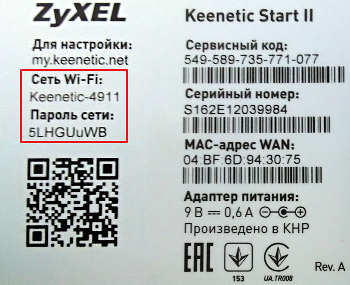 ZyXEL
Keenetic Start II
Для настройки:
my.keenetic.net
Сеть Wi-Fi:
Keenetic-4911
Пароль сети:
5LHGUuWB
Сервисный код:
549-589-735-771-077
Серийный номер:
S162E12039984
MAC-адрес WAN:
04:BF:6D:94:30:75
Адаптер питания:
9 В ⎓ 0,6 А
Произведено в КНР
EAC
153
UA.TR008
Rev. A